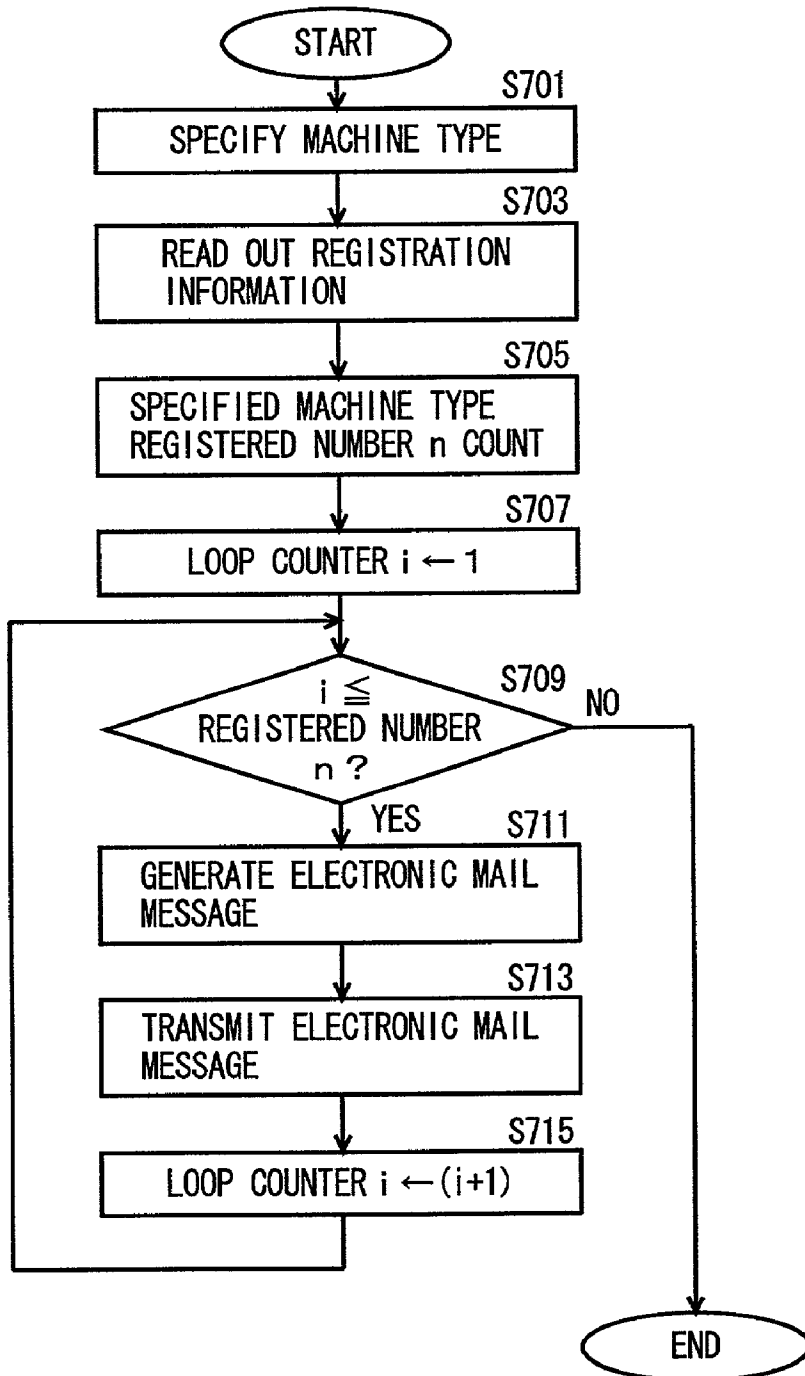 START
S701
SPECIFY MACHINE TYPE
S703
READ OUT REGISTRATION
INFORMATION
S705
SPECIFIED MACHINE TYPE
REGISTERED NUMBER n COUNT
S707
LOOP COUNTER i ← 1
S709
i ≦
REGISTERED NUMBER
n ?
NO
YES
S711
GENERATE ELECTRONIC MAIL
MESSAGE
S713
TRANSMIT ELECTRONIC MAIL
MESSAGE
S715
LOOP COUNTER i ← (i+1)
END